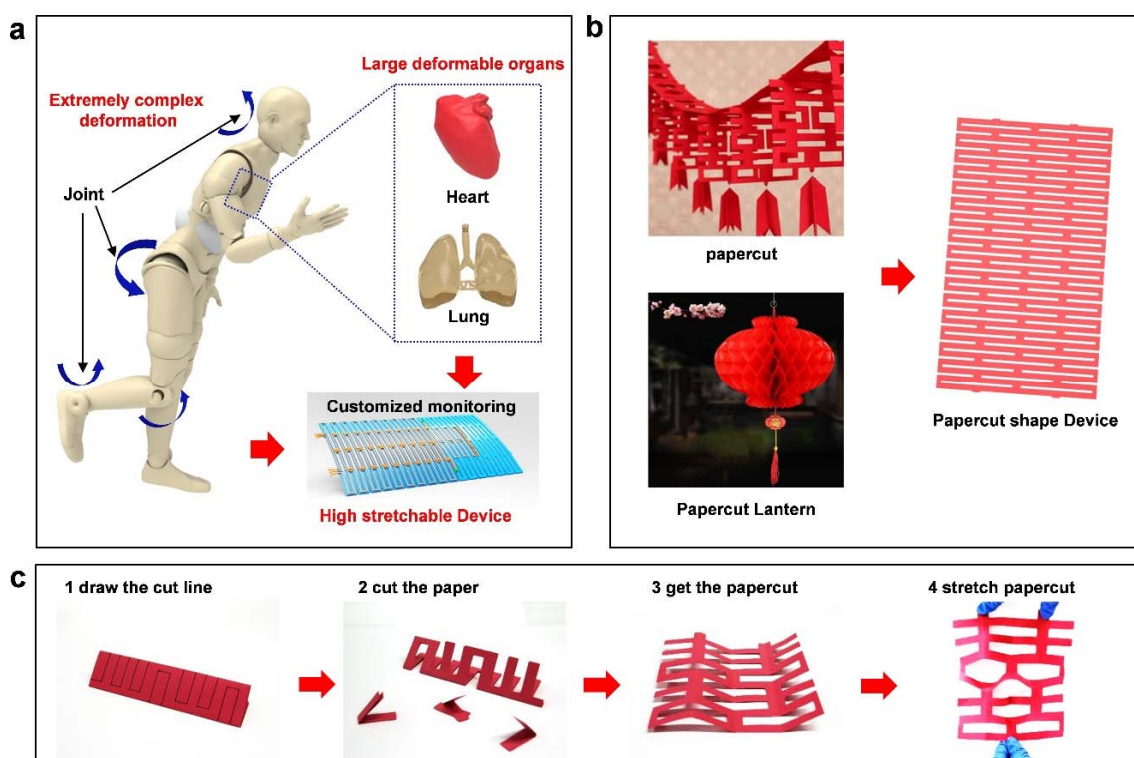 a
Large deformable organs
Extremely complex
deformation
Joint
Heart
Lung
Customized monitoring
High stretchable Device
b
papercut
Papercut Lantern
Papercut shape Device
c
1 draw the cut line
2 cut the paper
3 get the papercut
4 stretch papercut